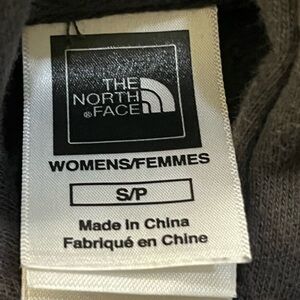 THE
NORTH
®FACE
WOMENS/FEMMES
S/P
Made in China
Fabriqué en Chine